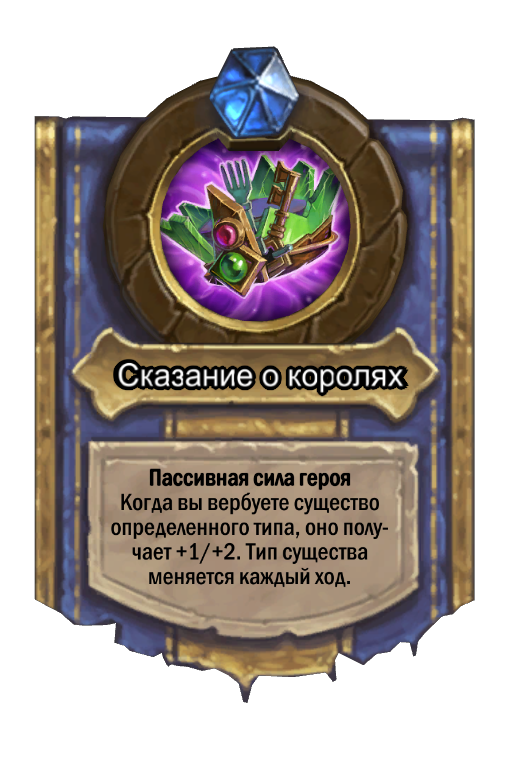 Сказание о королях
Пассивная сила героя
Когда вы вербуете существо
определенного типа, оно полу-
чает +1/+2. Тип существа
меняется каждый ход.